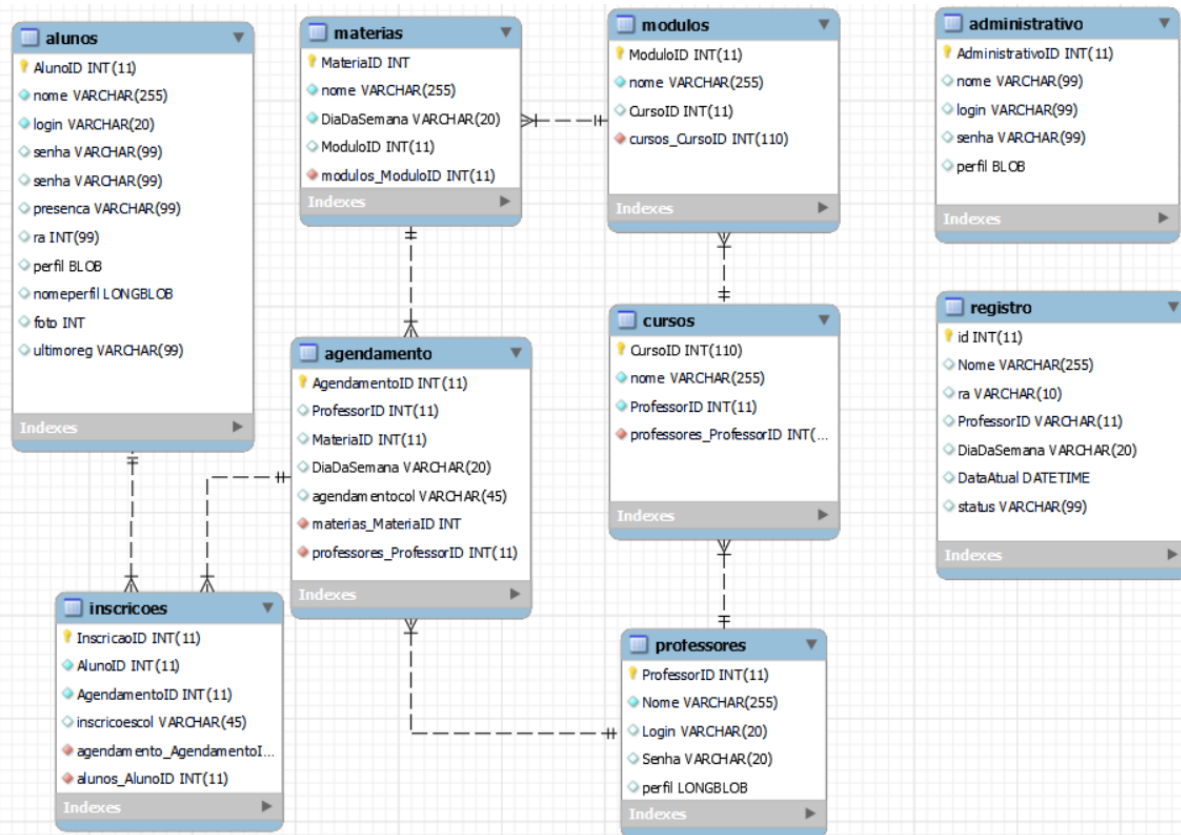 alunos
AlunoID INT(11)
nome VARCHAR(255)
login VARCHAR(20)
senha VARCHAR(99)
senha VARCHAR(99)
presenca VARCHAR(99)
ra INT(99)
perfil BLOB
nomeperfil LONGBLOB
foto INT
ultimoreg VARCHAR(99)
Indexes
materias
MateriaID INT
nome VARCHAR(255)
DiaDaSemana VARCHAR(20)
ModuloID INT(11)
modulos_ModuloID INT(11)
Indexes
modulos
ModuloID INT(11)
nome VARCHAR(255)
CursoID INT(11)
cursos_CursoID INT(110)
Indexes
administrativo
AdministrativoID INT(11)
nome VARCHAR(99)
login VARCHAR(99)
senha VARCHAR(99)
perfil BLOB
Indexes
agendamento
AgendamentoID INT(11)
ProfessorID INT(11)
MateriaID INT(11)
DiaDaSemana VARCHAR(20)
agendamentocol VARCHAR(45)
materias_MateriaID INT
professores_ProfessorID INT(11)
Indexes
cursos
CursoID INT(110)
nome VARCHAR(255)
ProfessorID INT(11)
professores_ProfessorID INT(...
Indexes
registro
id INT(11)
Nome VARCHAR(255)
ra VARCHAR(10)
ProfessorID VARCHAR(11)
DiaDaSemana VARCHAR(20)
DataAtual DATETIME
status VARCHAR(99)
Indexes
inscricoes
InscricaoID INT(11)
AlunoID INT(11)
AgendamentoID INT(11)
inscricoescol VARCHAR(45)
agendamento_AgendamentoI...
alunos_AlunoID INT(11)
Indexes
professores
ProfessorID INT(11)
Nome VARCHAR(255)
Login VARCHAR(20)
Senha VARCHAR(20)
perfil LONGBLOB
Indexes